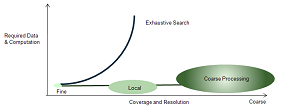 Required Data
& Computation
Exhaustive Search
Coarse Processing
Local
Fine
Coverage and Resolution
Coarse